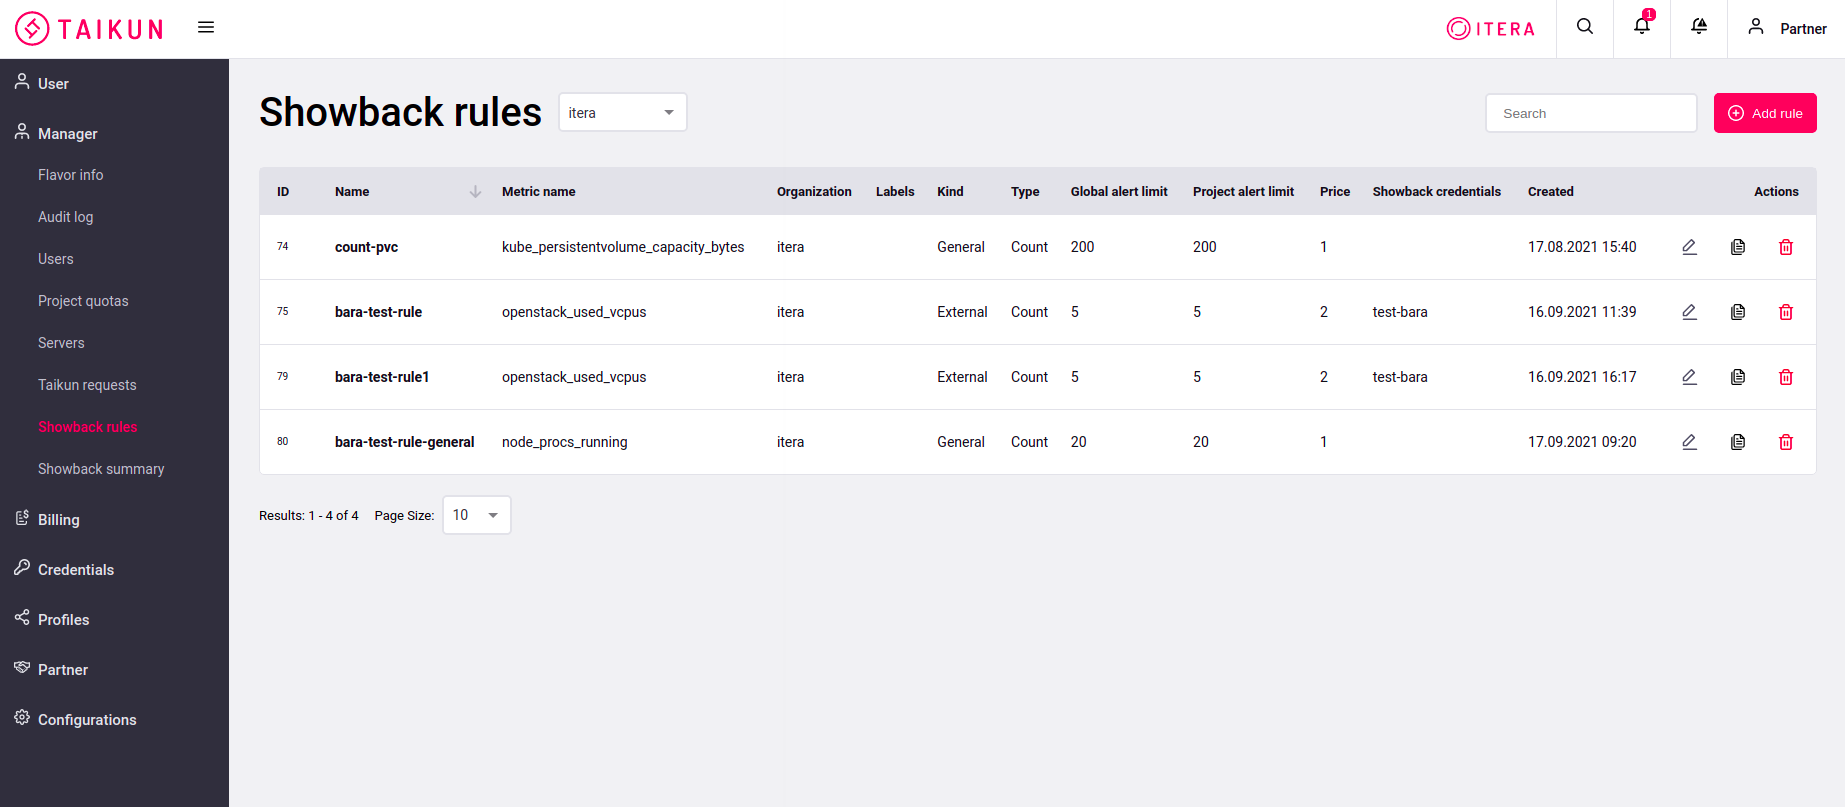 TAIKUN
ITERA
1
Partner
User
Manager
Flavor info
Audit log
Users
Project quotas
Servers
Taikun requests
Showback rules
Showback summary
Billing
Credentials
Profiles
Partner
Configurations
Showback rules itera Search Add rule
ID Name Metric name Organization Labels Kind Type Global alert limit Project alert limit Price Showback credentials Created Actions
74 count-pvc kube_persistentvolume_capacity_bytes itera General Count 200 200 1 17.08.2021 15:40
75 bara-test-rule openstack_used_vcpus itera External Count 5 5 2 test-bara 16.09.2021 11:39
79 bara-test-rule1 openstack_used_vcpus itera External Count 5 5 2 test-bara 16.09.2021 16:17
80 bara-test-rule-general node_procs_running itera General Count 20 20 1 17.09.2021 09:20
Results: 1 - 4 of 4 Page Size: 10